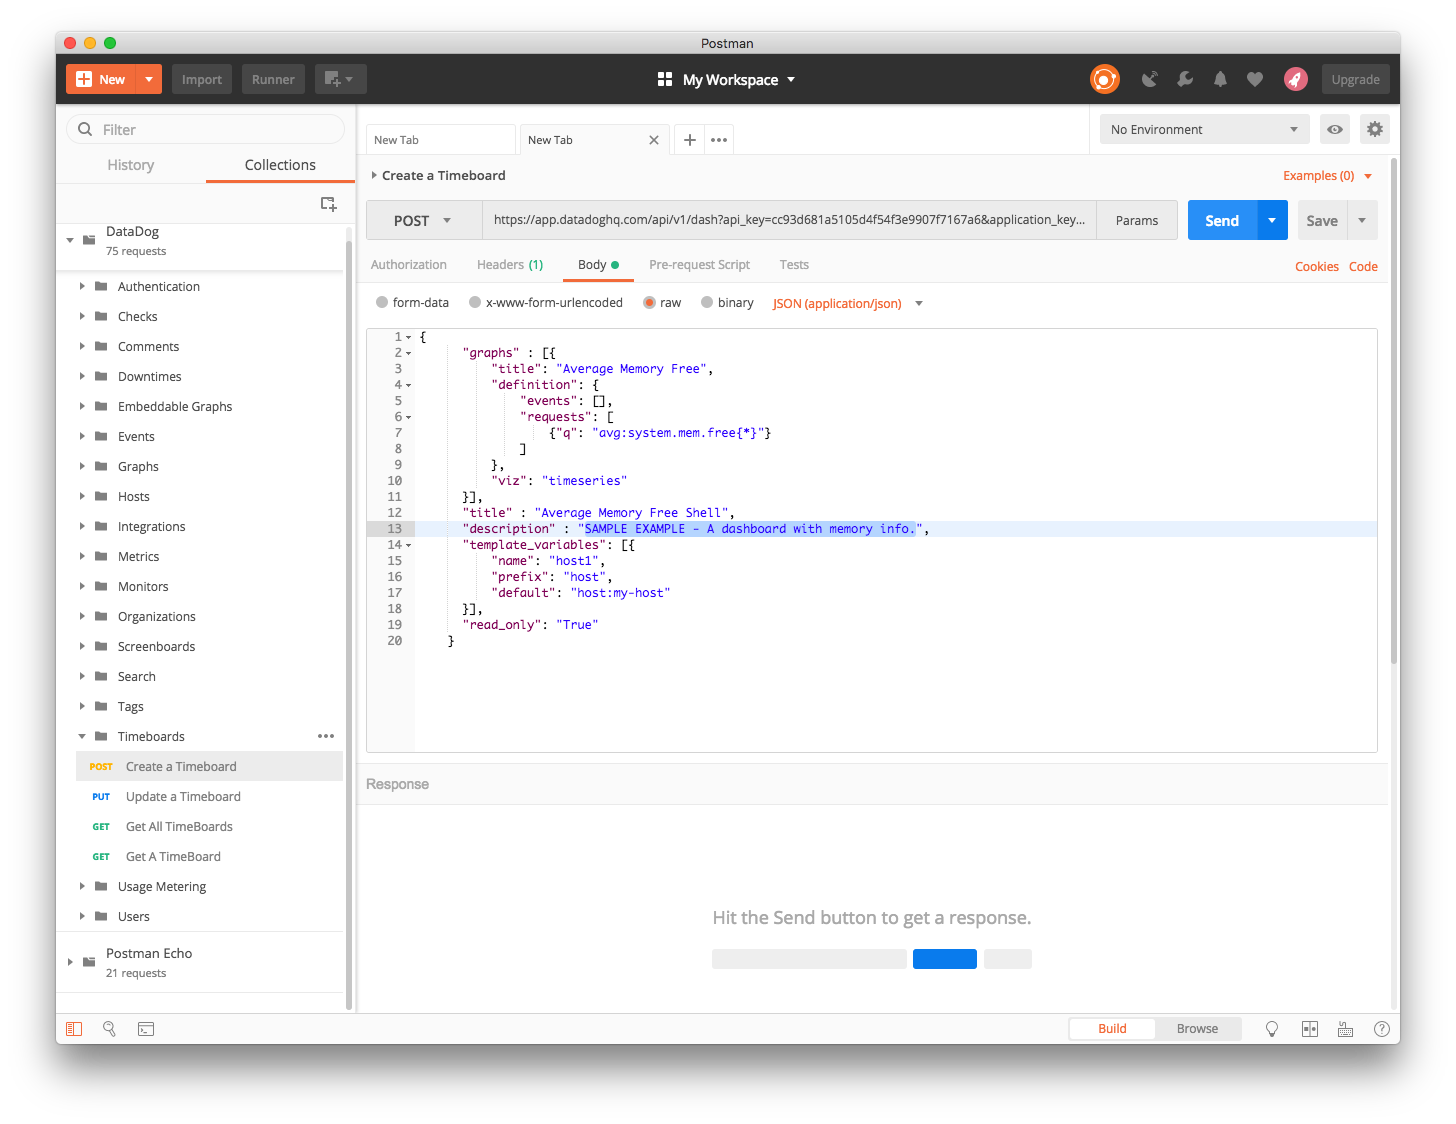 Postman
New
Import
Runner
My Workspace
Upgrade
Filter
History
Collections
DataDog
75 requests
Authentication
Checks
Comments
Downtimes
Embeddable Graphs
Events
Graphs
Hosts
Integrations
Metrics
Monitors
Organizations
Screenboards
Search
Tags
Timeboards
POST Create a Timeboard
PUT Update a Timeboard
GET Get All TimeBoards
GET Get A TimeBoard
Usage Metering
Users
Postman Echo
21 requests
New Tab
New Tab
No Environment
Create a Timeboard
Examples (0)
POST
https://app.datadoghq.com/api/v1/dash?api_key=cc93d681a5105d4f54f3e9907f7167a6&application_key...
Params
Send
Save
Authorization
Headers (1)
Body
Pre-request Script
Tests
Cookies
Code
form-data
x-www-form-urlencoded
raw
binary
JSON (application/json)
1 {
2 "graphs" : [{
3 "title": "Average Memory Free",
4 "definition": {
5 "events": [],
6 "requests": [
7 {"q": "avg:system.mem.free{*}"}
8 ]
9 },
10 "viz": "timeseries"
11 }],
12 "title" : "Average Memory Free Shell",
13 "description" : "SAMPLE EXAMPLE - A dashboard with memory info.",
14 "template_variables": [{
15 "name": "host1",
16 "prefix": "host",
17 "default": "host:my-host"
18 }],
19 "read_only": "True"
20 }
Response
Hit the Send button to get a response.
Build
Browse